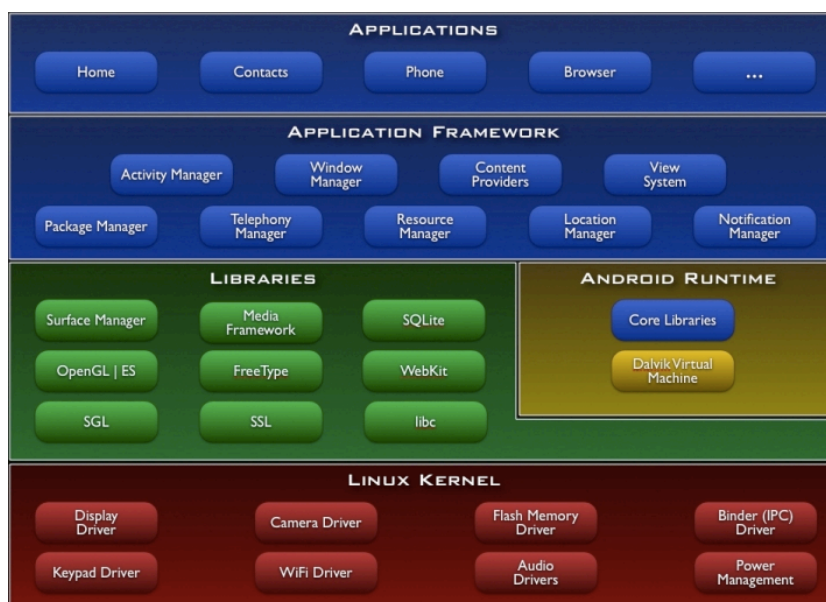 APPLICATIONS
Home
Contacts
Phone
Browser
...
APPLICATION FRAMEWORK
Activity Manager
Window
Manager
Content
Providers
View
System
Package Manager
Telephony
Manager
Resource
Manager
Location
Manager
Notification
Manager
LIBRARIES
Surface Manager
Media
Framework
SQLite
OpenGL | ES
FreeType
WebKit
SGL
SSL
libc
ANDROID RUNTIME
Core Libraries
Dalvik Virtual
Machine
LINUX KERNEL
Display
Driver
Camera Driver
Flash Memory
Driver
Binder (IPC)
Driver
Keypad Driver
WiFi Driver
Audio
Drivers
Power
Management